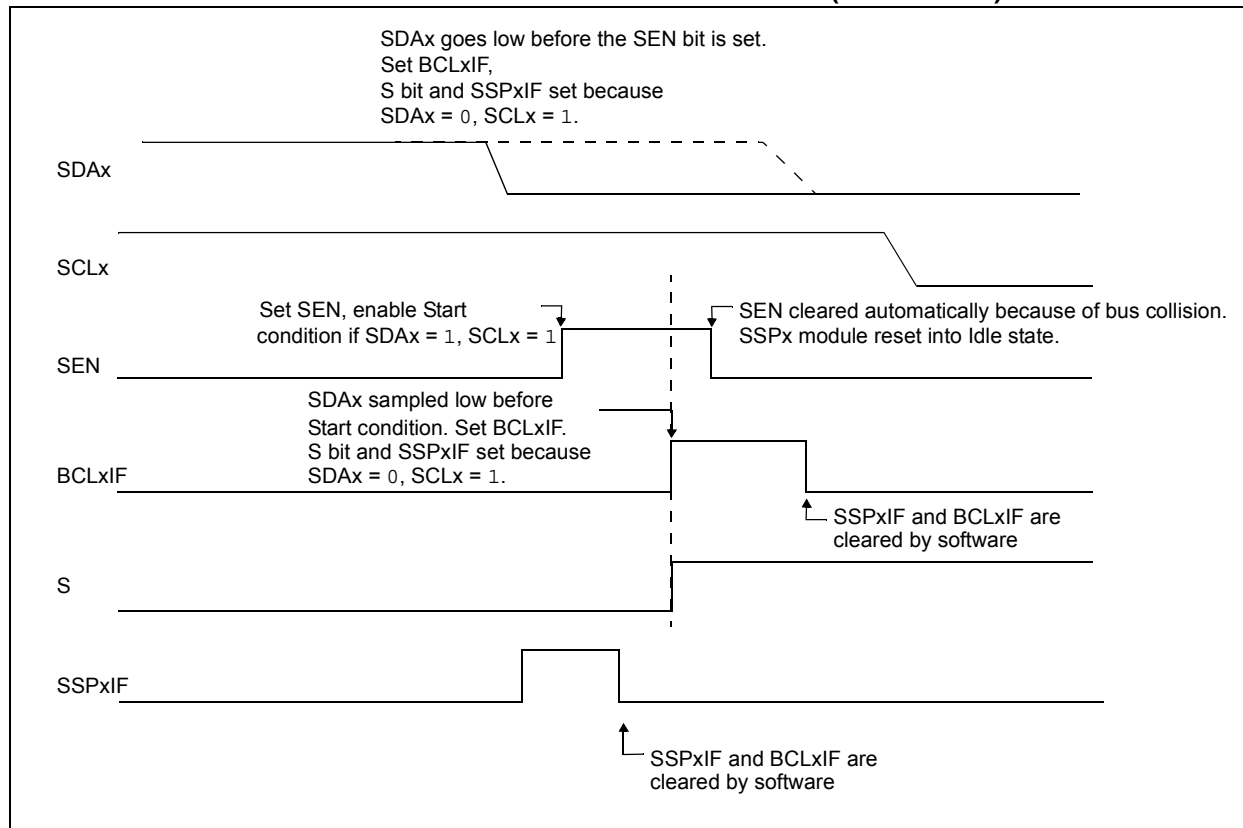 SDAx goes low before the SEN bit is set.
Set BCLxIF,
S bit and SSPxIF set because
SDAx = 0, SCLx = 1.
SDAx
SCLx
Set SEN, enable Start
condition if SDAx = 1, SCLx = 1
SEN cleared automatically because of bus collision.
SSPx module reset into Idle state.
SEN
SDAx sampled low before
Start condition. Set BCLxIF.
S bit and SSPxIF set because
SDAx = 0, SCLx = 1.
BCLxIF
SSPxIF and BCLxIF are
cleared by software
S
SSPxIF
SSPxIF and BCLxIF are
cleared by software